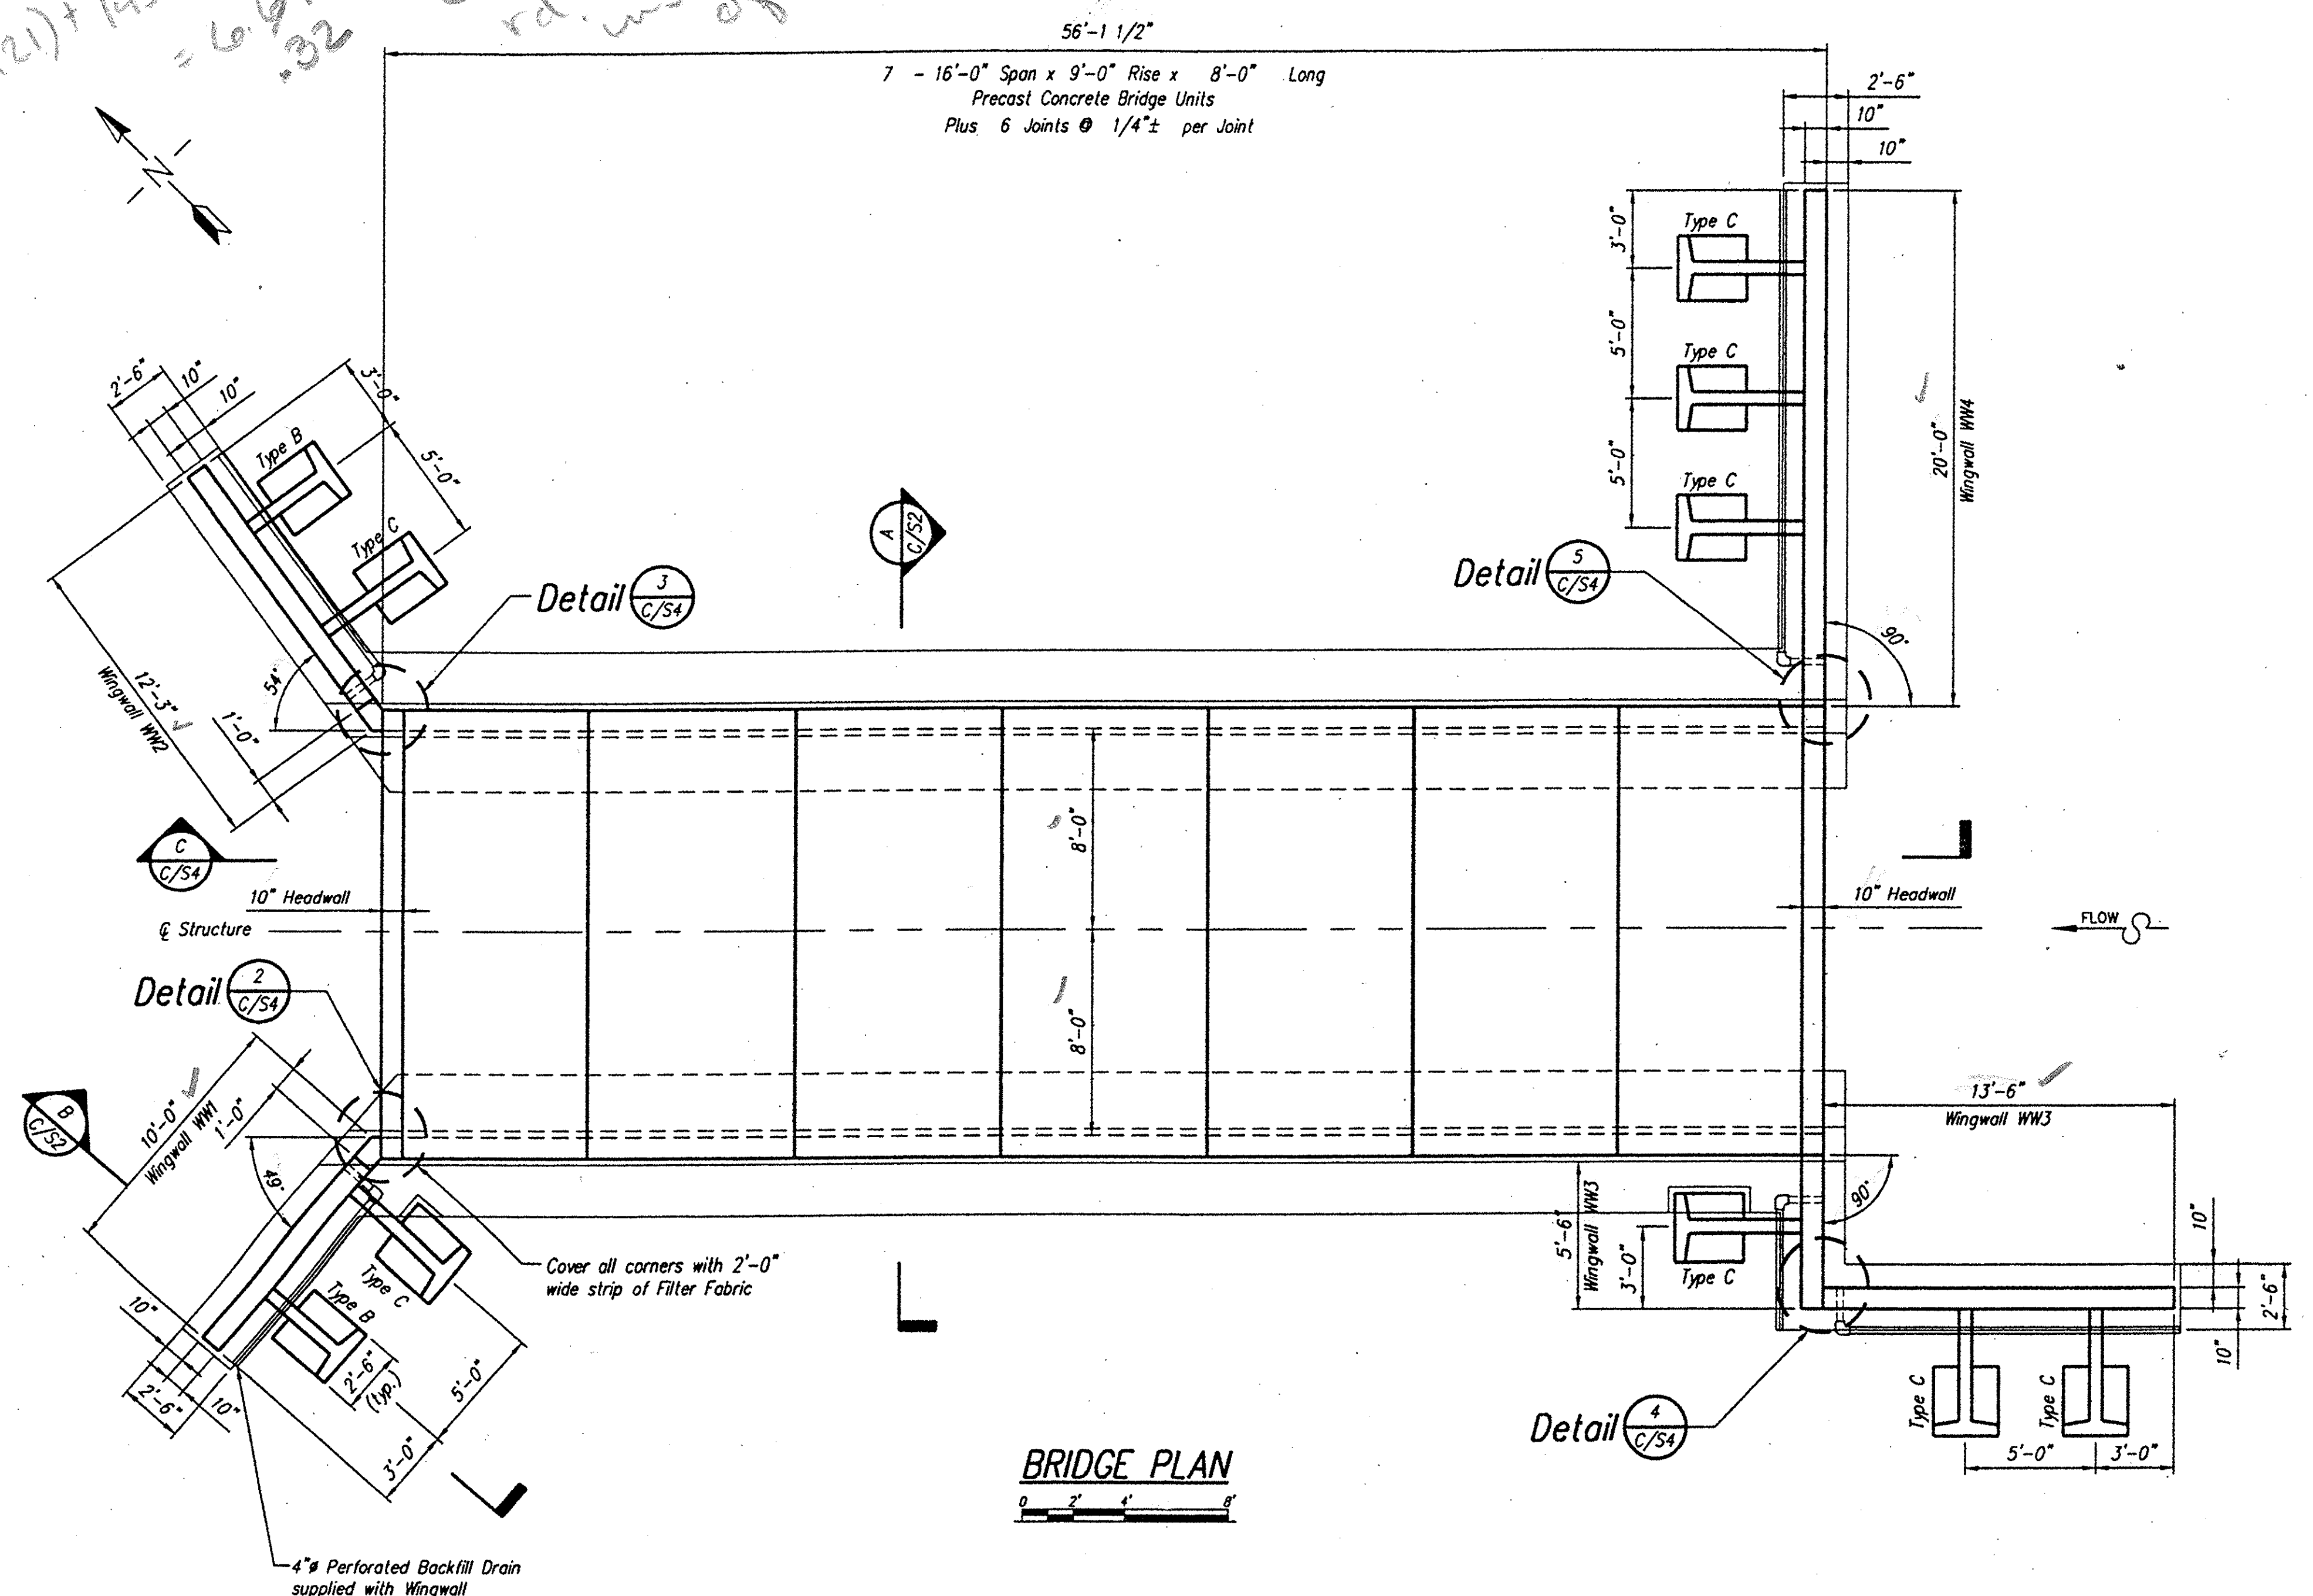 .32
56'-1 1/2"
7 - 16'-0" Span x 9'-0" Rise x 8'-0" Long
Precast Concrete Bridge Units
Plus 6 Joints @ 1/4"± per Joint
2'-6"
10"
10"
N
3'-0"
Type C
5'-0"
Type C
5'-0"
Type C
20'-0"
Wingwall WW4
90°
Detail 5
C/S4
2'-6"
10"
10"
3'-0"
5'-0"
Type B
Type C
Detail 3
C/S4
A
C/S2
54°
12'-3"
Wingwall WW2
1'-0"
C
C/S4
8'-0"
8'-0"
10" Headwall
10" Headwall
℄ Structure
FLOW
Detail 2
C/S4
B
C/S2
10'-0"
Wingwall WW1
1'-0"
49°
13'-6"
Wingwall WW3
5'-6"
Wingwall WW3
3'-0"
Type C
90°
10"
2'-6"
10"
Cover all corners with 2'-0"
wide strip of Filter Fabric
Type C
Type B
10"
2'-6"
10"
2'-6"
(typ.)
5'-0"
3'-0"
Type C
Type C
5'-0"
3'-0"
Detail 4
C/S4
BRIDGE PLAN
0 2' 4' 8'
4"ø Perforated Backfill Drain
supplied with Wingwall